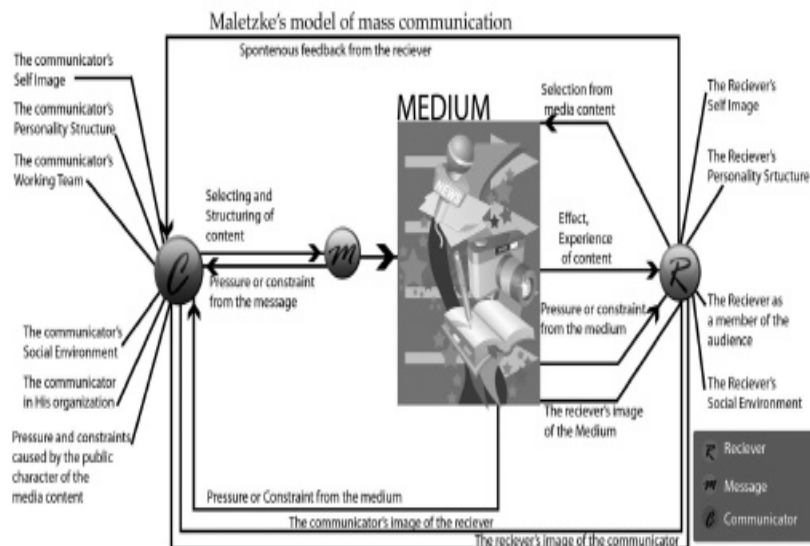 Maletzke's model of mass communication
Spontenous feedback from the reciever
The communicator's
Self Image
The communicator's
Personality Structure
The communicator's
Working Team
Selecting and
Structuring of
content
Pressure or constraint
from the message
C
m
MEDIUM
NEWS
Selection from
media content
Effect,
Experience
of content
Pressure or constraint
from the medium
The reciever's image
of the Medium
R
The Reciever's
Self Image
The Reciever's
Personality Srtucture
The Reciever as
a member of the
audience
The Reciever's
Social Environment
The communicator's
Social Environment
The communicator
in His organization
Pressure and constraints
caused by the public
character of the
media content
Pressure or Constraint from the medium
The communicator's image of the reciever
The reciever's image of the communicator
R Reciever
m Message
C Communicator